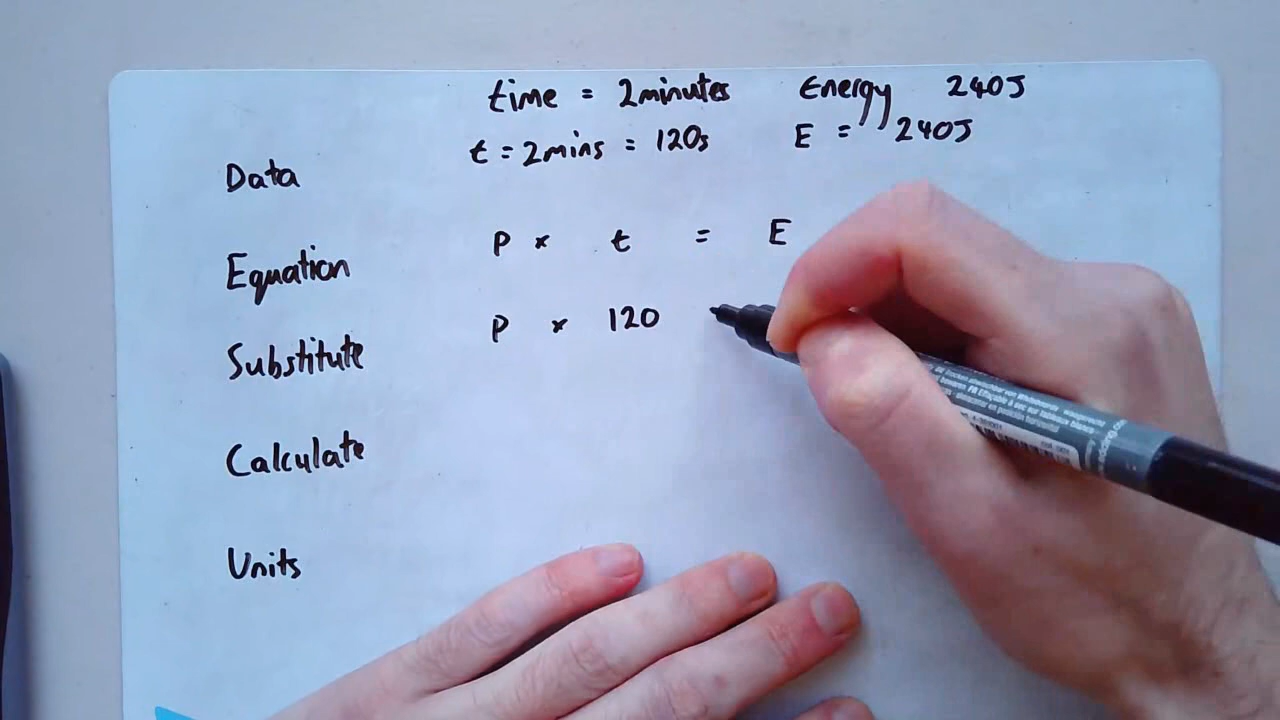 time = 2minutes Energy 240J
t = 2mins = 120s E = 240J
Data
P × t = E
Equation
P × 120
Substitute
Calculate
Units